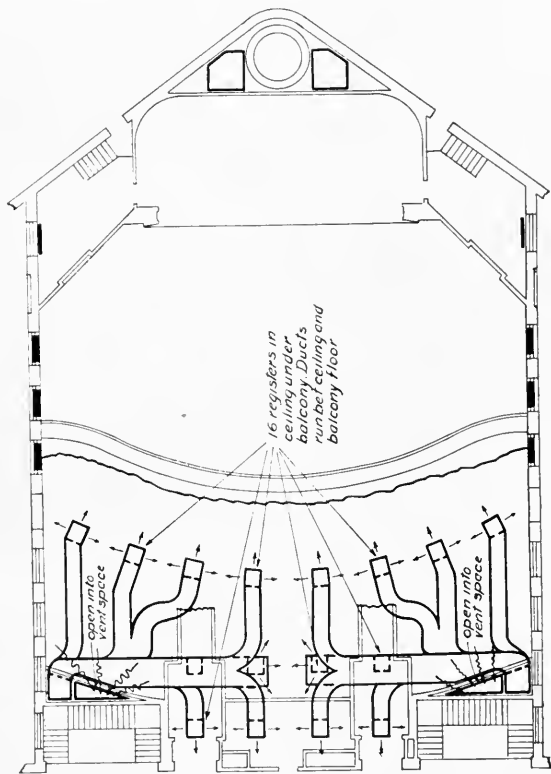 16 registers in
ceiling under
balcony. Ducts
run bet ceiling and
balcony floor
open into
vent space
open into
vent space